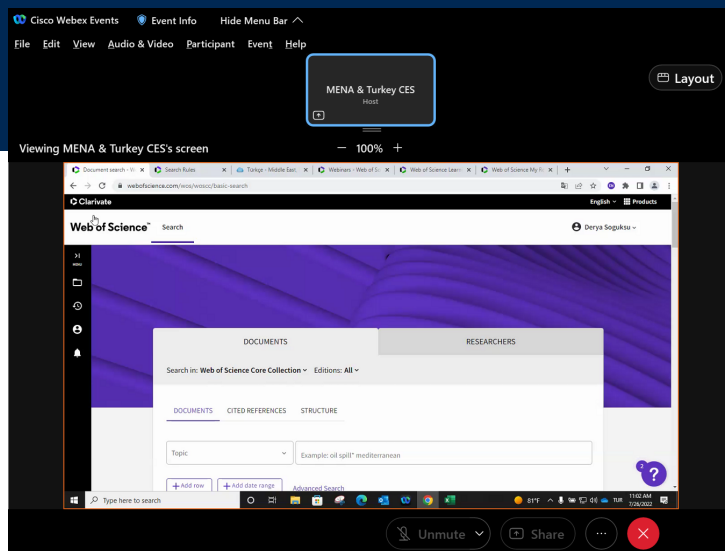 Cisco Webex Events Event Info Hide Menu Bar
File Edit View Audio & Video Participant Event Help
MENA & Turkey CES
Host
Layout
Viewing MENA & Turkey CES's screen — 100% +
Document search - W Search Rules Türkçe - Middle East Webinars - Web of S Web of Science Learn Web of Science My R
webofscience.com/wos/woscc/basic-search
Clarivate English Products
Web of Science™ Search Derya Soguksu
MENU
DOCUMENTS RESEARCHERS
Search in: Web of Science Core Collection Editions: All
DOCUMENTS CITED REFERENCES STRUCTURE
Topic Example: oil spill* mediterranean
+ Add row + Add date range Advanced Search
2
?
Type here to search 81°F TUR 11:02 AM
7/26/2022
Unmute Share